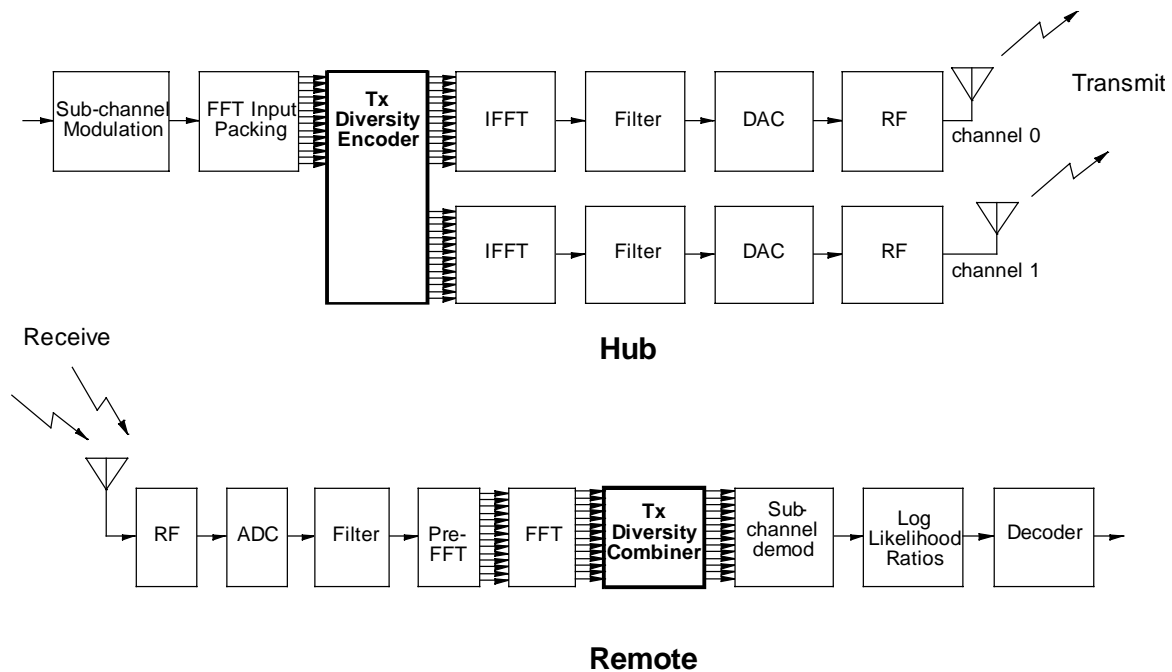 Transmit
Sub-channel
Modulation
FFT Input
Packing
Tx
Diversity
Encoder
IFFT
Filter
DAC
RF
channel 0
IFFT
Filter
DAC
RF
channel 1
Hub
Receive
RF
ADC
Filter
Pre-
FFT
FFT
Tx
Diversity
Combiner
Sub-
channel
demod
Log
Likelihood
Ratios
Decoder
Remote